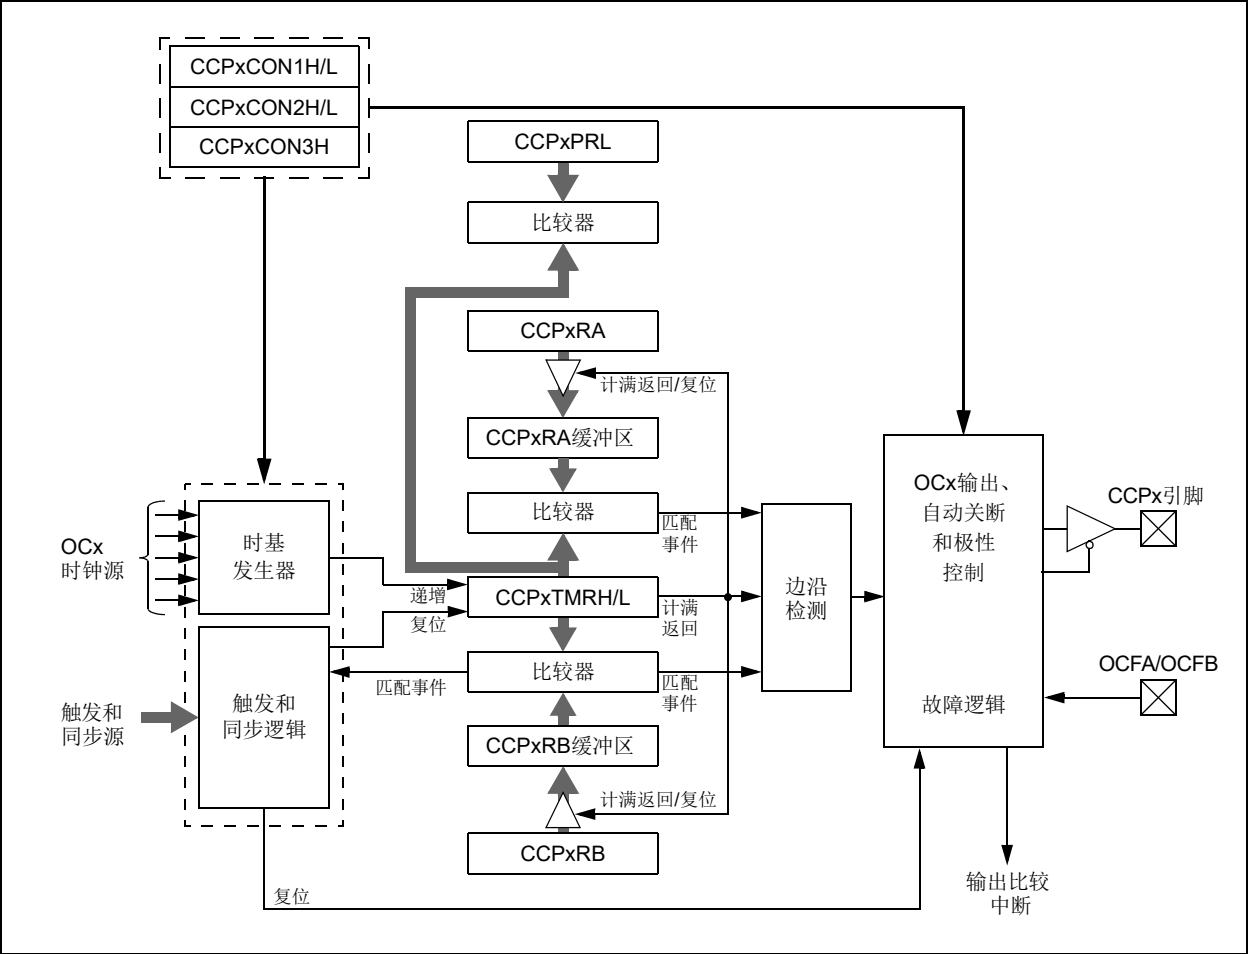 CCPxCON1H/L
CCPxCON2H/L
CCPxCON3H
CCPxPRL
比较器
CCPxRA
计满返回/复位
CCPxRA缓冲区
比较器
匹配
事件
OCx
时钟源
时基
发生器
递增
复位
CCPxTMRH/L
计满
返回
边沿
检测
OCx输出、
自动关断
和极性
控制
CCPx引脚
OCFA/OCFB
故障逻辑
触发和
同步源
触发和
同步逻辑
匹配事件
比较器
匹配
事件
CCPxRB缓冲区
计满返回/复位
CCPxRB
复位
输出比较
中断